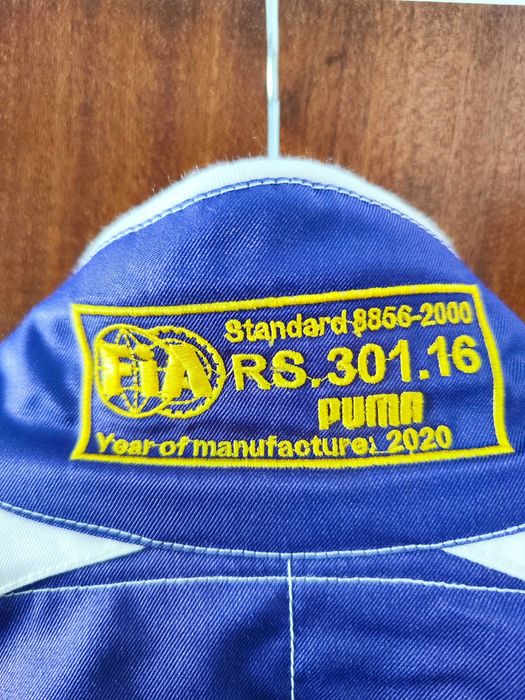 Standard 8856-2000
FIA RS.301.16
PUMA
Year of manufacture: 2020